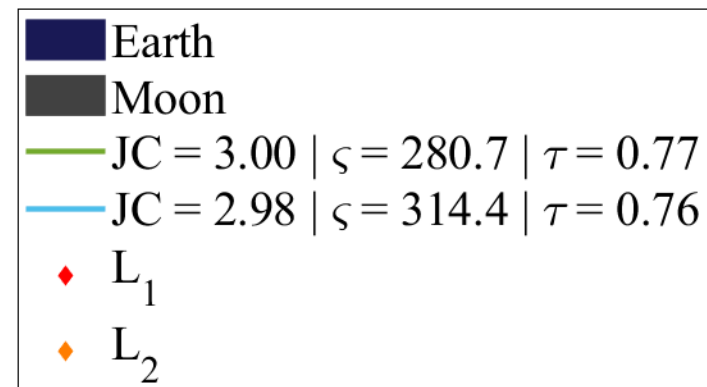 Earth
Moon
JC = 3.00 | ς = 280.7 | τ = 0.77
JC = 2.98 | ς = 314.4 | τ = 0.76
L₁
L₂